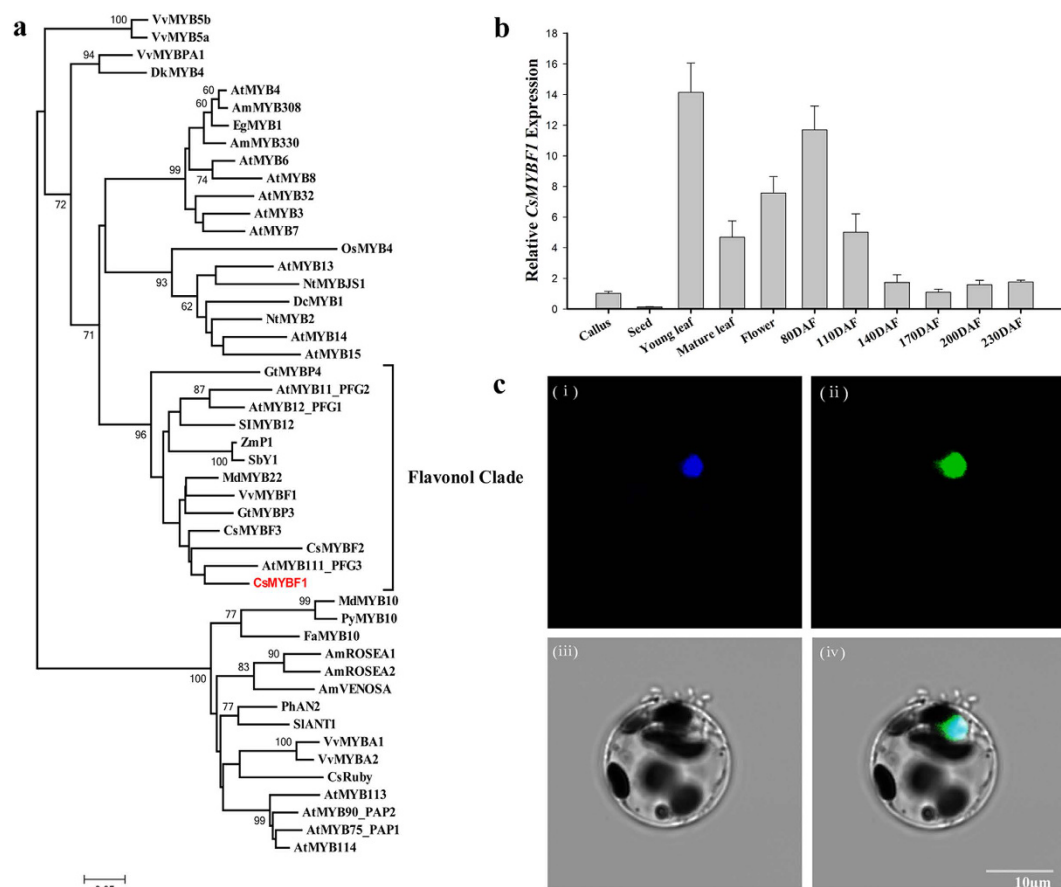 a
100
VvMYB5b
VvMYB5a
94
VvMYBPA1
DkMYB4
60
AtMYB4
60
AmMYB308
EgMYB1
AmMYB330
99
AtMYB6
74
AtMYB8
AtMYB32
AtMYB3
AtMYB7
72
OsMYB4
93
AtMYB13
NtMYBJS1
62
DcMYB1
NtMYB2
71
AtMYB14
AtMYB15
GtMYBP4
87
AtMYB11_PFG2
AtMYB12_PFG1
96
SIMYB12
ZmP1
100
SbY1
Flavonol Clade
MdMYB22
VvMYBF1
GtMYBP3
CsMYBF3
CsMYBF2
AtMYB111_PFG3
CsMYBF1
99
MdMYB10
77
PyMYB10
FaMYB10
90
AmROSEA1
83
AmROSEA2
100
AmVENOSA
77
PhAN2
SIANT1
100
VvMYBA1
VvMYBA2
CsRuby
AtMYB113
99
AtMYB90_PAP2
AtMYB75_PAP1
AtMYB114
b
Relative CsMYBF1 Expression
18
16
14
12
10
8
6
4
2
0
Callus
Seed
Young leaf
Mature leaf
Flower
80DAF
110DAF
140DAF
170DAF
200DAF
230DAF
c
(i)
(ii)
(iii)
(iv)
10μm